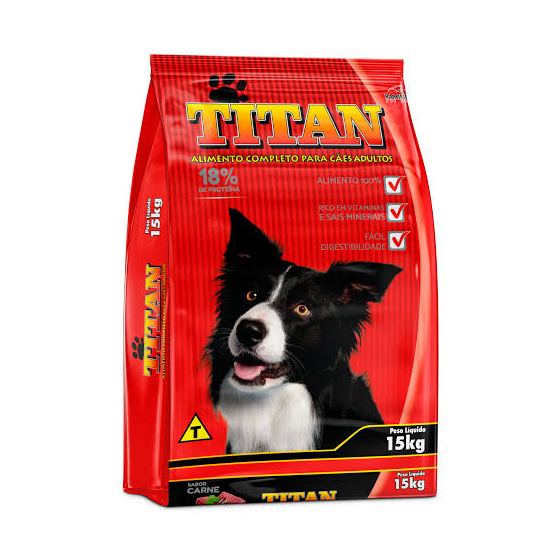 TITAN
ALIMENTO COMPLETO PARA CÃES ADULTOS
18%
DE PROTEÍNA
ALIMENTO 100%
RICO EM VITAMINAS
E SAIS MINERAIS
FÁCIL
DIGESTIBILIDADE
Peso Líquido
15kg
TITAN
T
Peso Líquido
15kg
SABOR
CARNE
TITAN
Peso Líquido
15kg